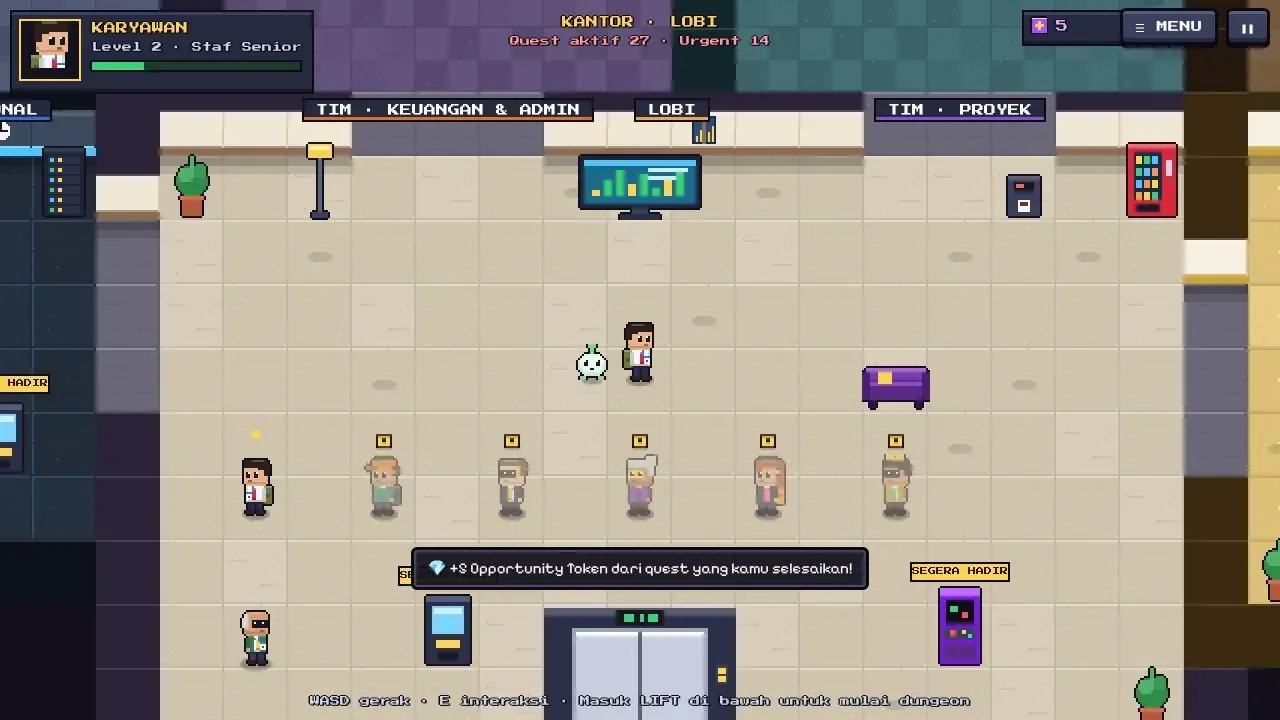 KARYAWAN
Level 2 · Staf Senior
KANTOR · LOBI
Quest aktif 27 · Urgent 14
5
☰ MENU
NAL
TIM · KEUANGAN & ADMIN
LOBI
TIM · PROYEK
HADIR
💎 +5 Opportunity Token dari quest yang kamu selesaikan!
SE
SEGERA HADIR
WASD gerak · E interaksi · Masuk LIFT di bawah untuk mulai dungeon